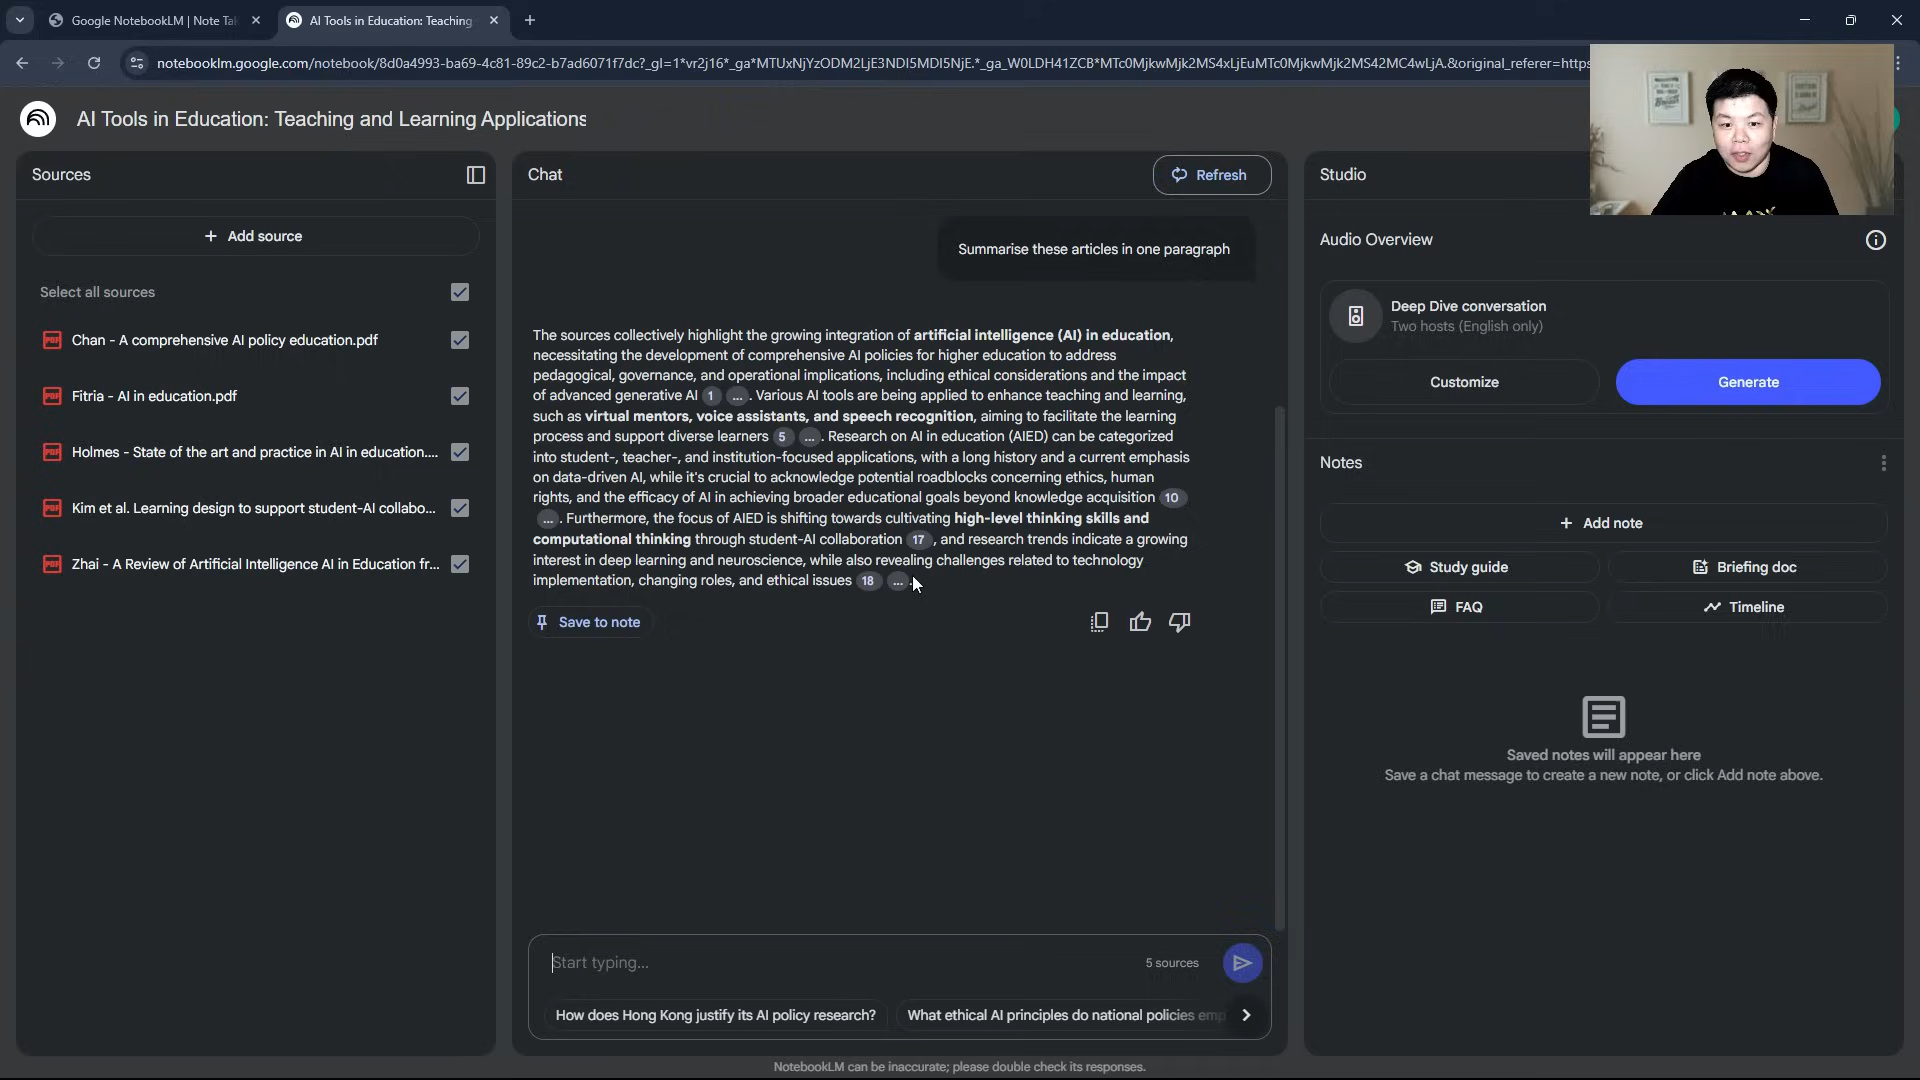 Google NotebookLM | Note Ta
AI Tools in Education: Teaching
notebooklm.google.com/notebook/8d0a4993-ba69-4c81-89c2-b7ad6071f7dc?_gl=1*vr2j16*_ga*MTUxNjYzODM2LjE3NDI5MDI5NjE.*_ga_W0LDH41ZCB*MTc0MjkwMjk2MS4xLjEuMTc0MjkwMjk2MS42MC4wLjA.&original_referer=https
AI Tools in Education: Teaching and Learning Applications
Sources
Add source
Select all sources
PDF Chan - A comprehensive AI policy education.pdf
PDF Fitria - AI in education.pdf
PDF Holmes - State of the art and practice in AI in education....
PDF Kim et al. Learning design to support student-AI collabo...
PDF Zhai - A Review of Artificial Intelligence AI in Education fr...
Chat
Refresh
Summarise these articles in one paragraph
The sources collectively highlight the growing integration of artificial intelligence (AI) in education,
necessitating the development of comprehensive AI policies for higher education to address
pedagogical, governance, and operational implications, including ethical considerations and the impact
of advanced generative AI 1 ... . Various AI tools are being applied to enhance teaching and learning,
such as virtual mentors, voice assistants, and speech recognition, aiming to facilitate the learning
process and support diverse learners 5 ... . Research on AI in education (AIED) can be categorized
into student-, teacher-, and institution-focused applications, with a long history and a current emphasis
on data-driven AI, while it's crucial to acknowledge potential roadblocks concerning ethics, human
rights, and the efficacy of AI in achieving broader educational goals beyond knowledge acquisition 10
... . Furthermore, the focus of AIED is shifting towards cultivating high-level thinking skills and
computational thinking through student-AI collaboration 17 , and research trends indicate a growing
interest in deep learning and neuroscience, while also revealing challenges related to technology
implementation, changing roles, and ethical issues 18 ... .
Save to note
Start typing...
5 sources
How does Hong Kong justify its AI policy research?
What ethical AI principles do national policies emp
Studio
Audio Overview
Deep Dive conversation
Two hosts (English only)
Customize
Generate
Notes
Add note
Study guide
Briefing doc
FAQ
Timeline
Saved notes will appear here
Save a chat message to create a new note, or click Add note above.
NotebookLM can be inaccurate; please double check its responses.